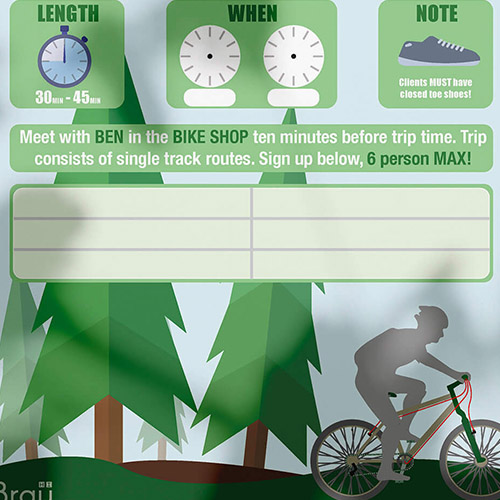 LENGTH
30MIN - 45MIN
WHEN
NOTE
Clients MUST have
closed toe shoes!
Meet with BEN in the BIKE SHOP ten minutes before trip time. Trip
consists of single track routes. Sign up below, 6 person MAX!